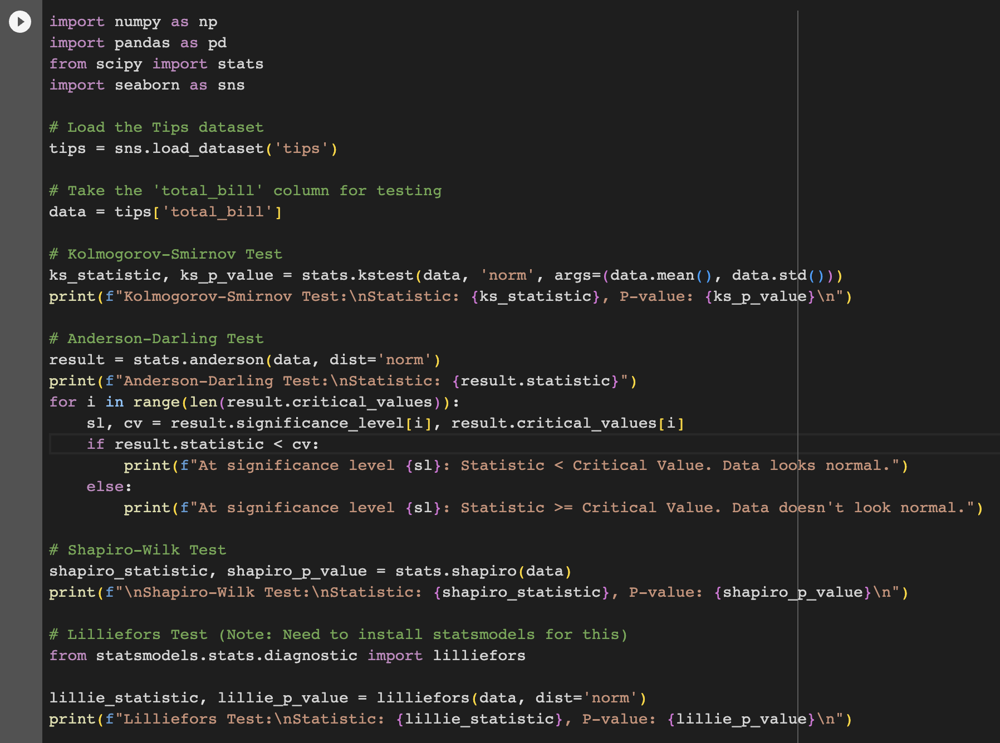 import numpy as np
import pandas as pd
from scipy import stats
import seaborn as sns

# Load the Tips dataset
tips = sns.load_dataset('tips')

# Take the 'total_bill' column for testing
data = tips['total_bill']

# Kolmogorov-Smirnov Test
ks_statistic, ks_p_value = stats.kstest(data, 'norm', args=(data.mean(), data.std()))
print(f"Kolmogorov-Smirnov Test:\nStatistic: {ks_statistic}, P-value: {ks_p_value}\n")

# Anderson-Darling Test
result = stats.anderson(data, dist='norm')
print(f"Anderson-Darling Test:\nStatistic: {result.statistic}")
for i in range(len(result.critical_values)):
    sl, cv = result.significance_level[i], result.critical_values[i]
    if result.statistic < cv:
        print(f"At significance level {sl}: Statistic < Critical Value. Data looks normal.")
    else:
        print(f"At significance level {sl}: Statistic >= Critical Value. Data doesn't look normal.")

# Shapiro-Wilk Test
shapiro_statistic, shapiro_p_value = stats.shapiro(data)
print(f"\nShapiro-Wilk Test:\nStatistic: {shapiro_statistic}, P-value: {shapiro_p_value}\n")

# Lilliefors Test (Note: Need to install statsmodels for this)
from statsmodels.stats.diagnostic import lilliefors

lillie_statistic, lillie_p_value = lilliefors(data, dist='norm')
print(f"Lilliefors Test:\nStatistic: {lillie_statistic}, P-value: {lillie_p_value}\n")